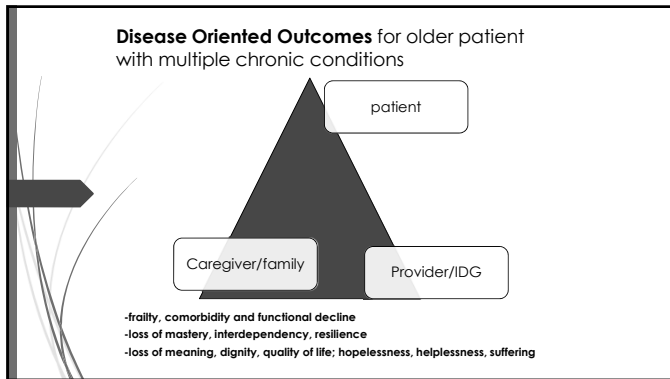 Disease Oriented Outcomes for older patient
with multiple chronic conditions
patient
Caregiver/family
Provider/IDG
-frailty, comorbidity and functional decline
-loss of mastery, interdependency, resilience
-loss of meaning, dignity, quality of life; hopelessness, helplessness, suffering